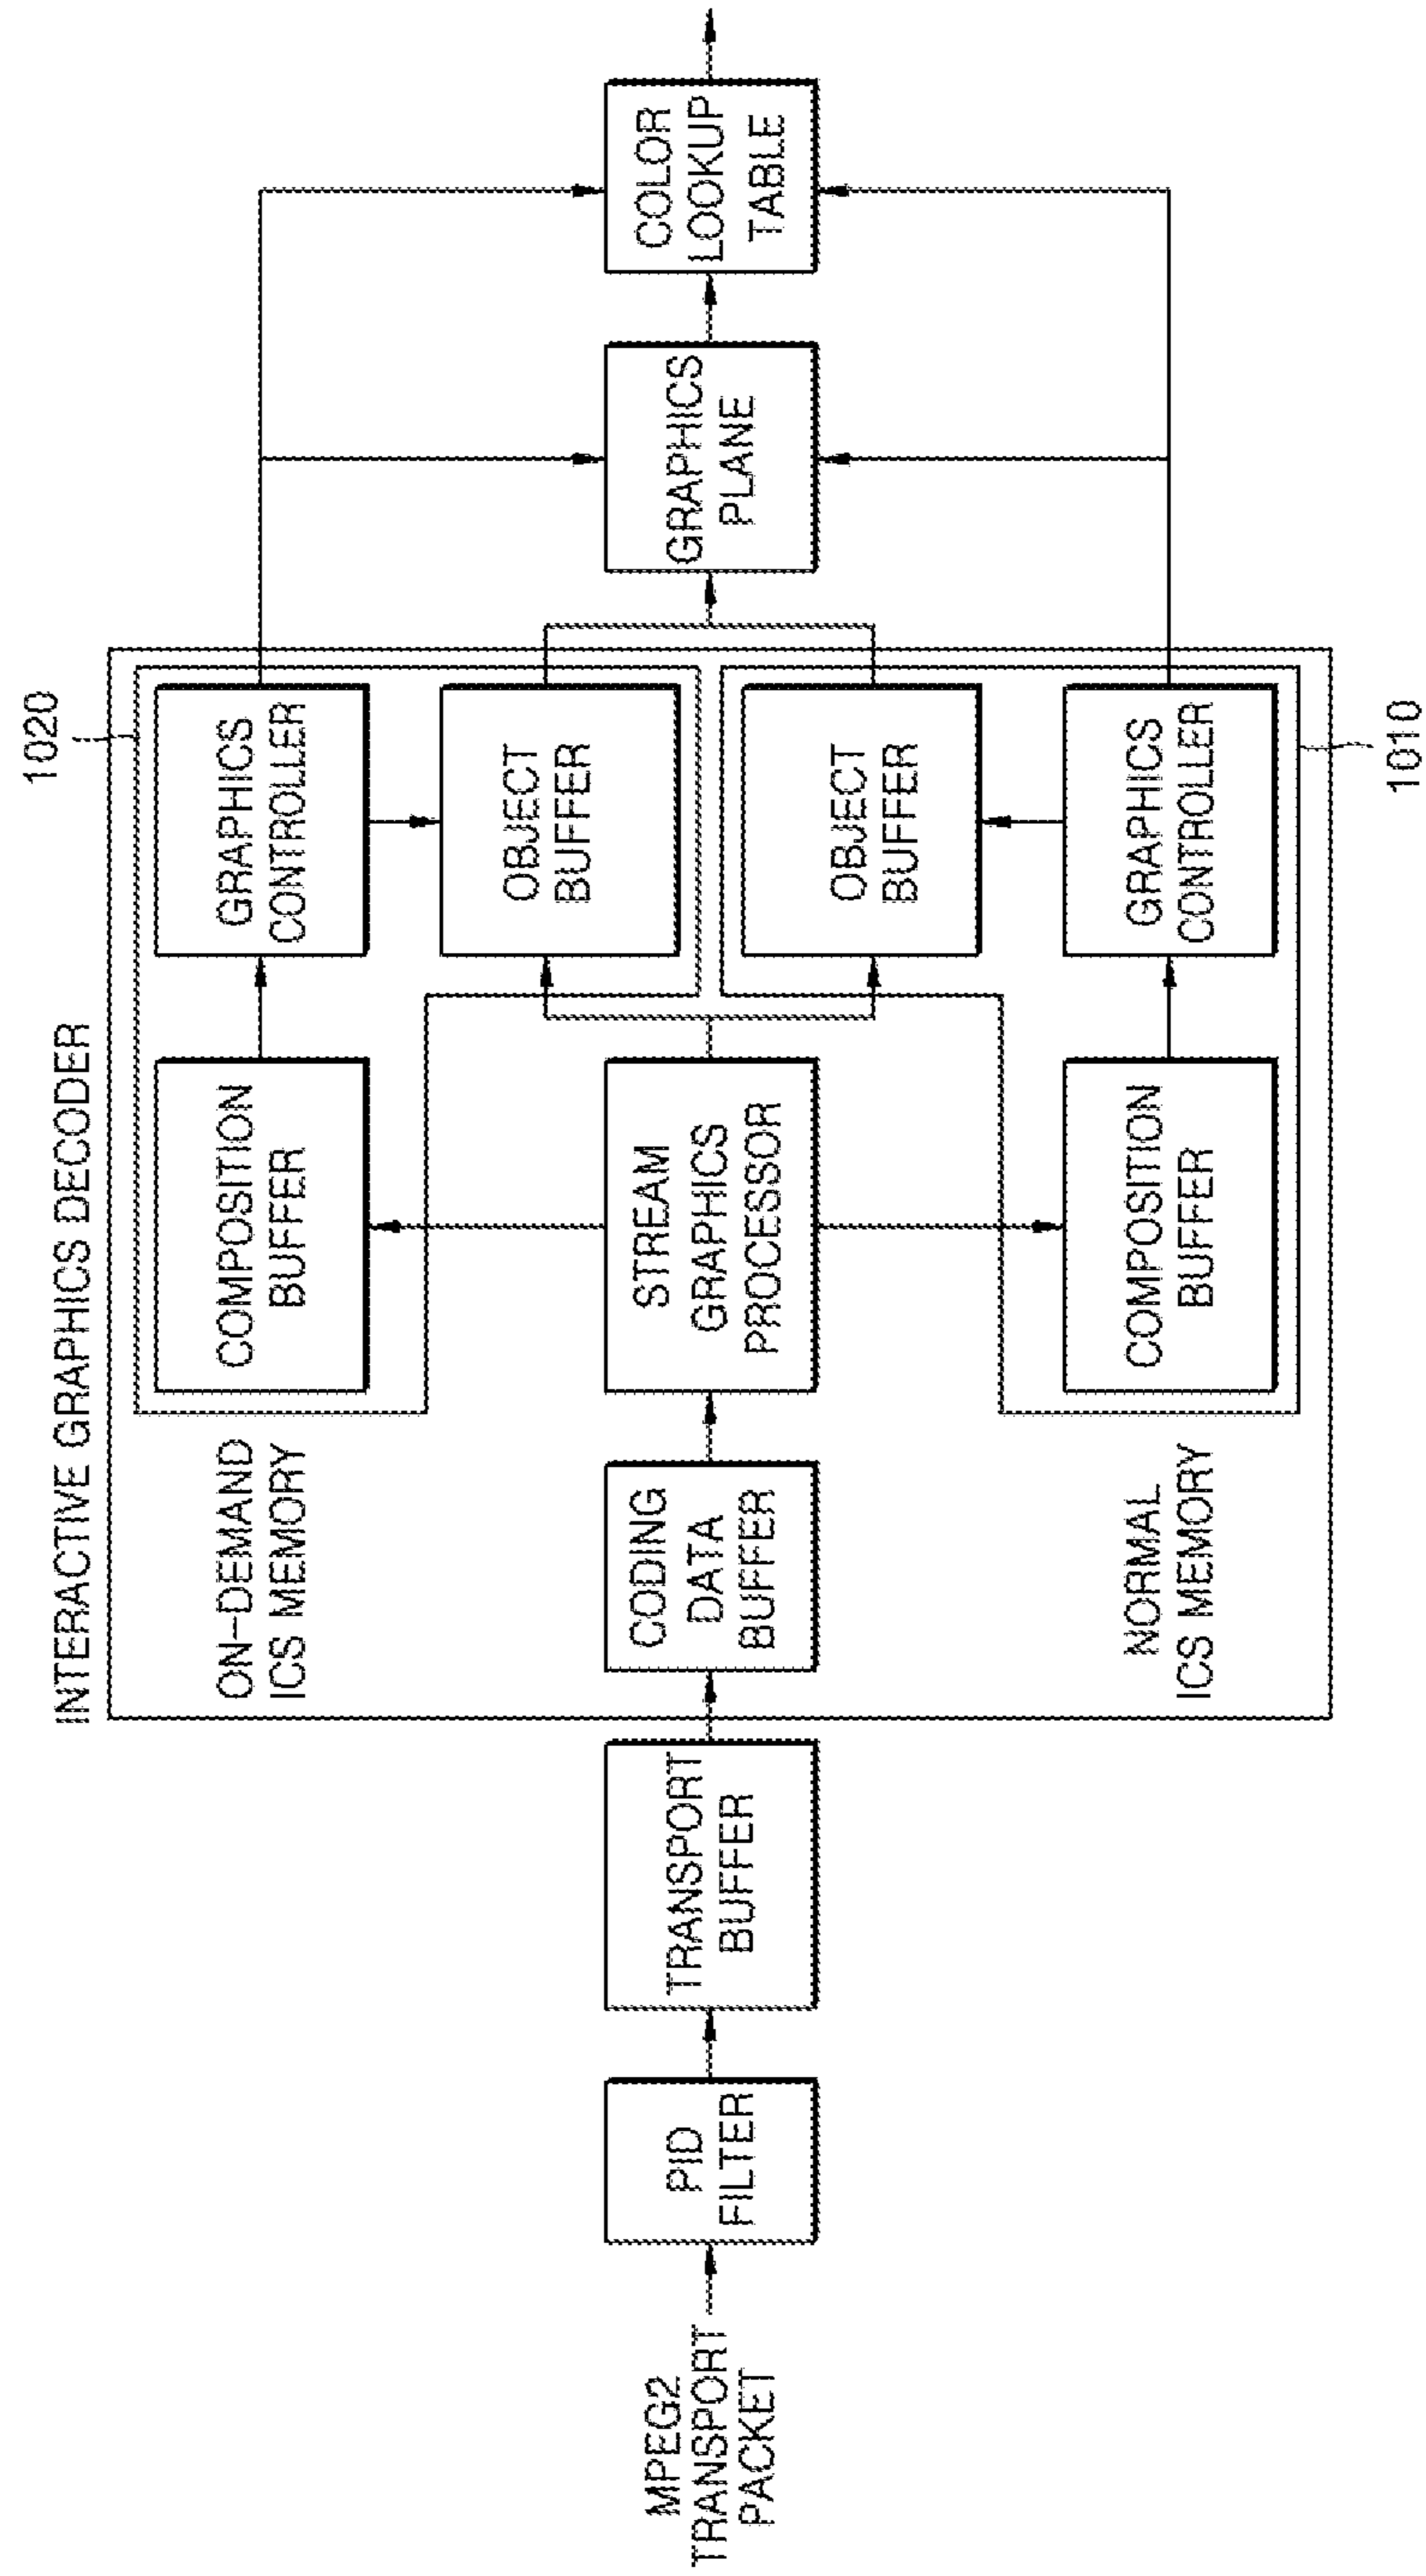 INTERACTIVE GRAPHICS DECODER
1020
ON-DEMAND
ICS MEMORY
COMPOSITION
BUFFER
GRAPHICS
CONTROLLER
OBJECT
BUFFER
MPEG2
TRANSPORT
PACKET
PID
FILTER
TRANSPORT
BUFFER
CODING
DATA
BUFFER
STREAM
GRAPHICS
PROCESSOR
GRAPHICS
PLANE
COLOR
LOOKUP
TABLE
OBJECT
BUFFER
NORMAL
ICS MEMORY
COMPOSITION
BUFFER
GRAPHICS
CONTROLLER
1010